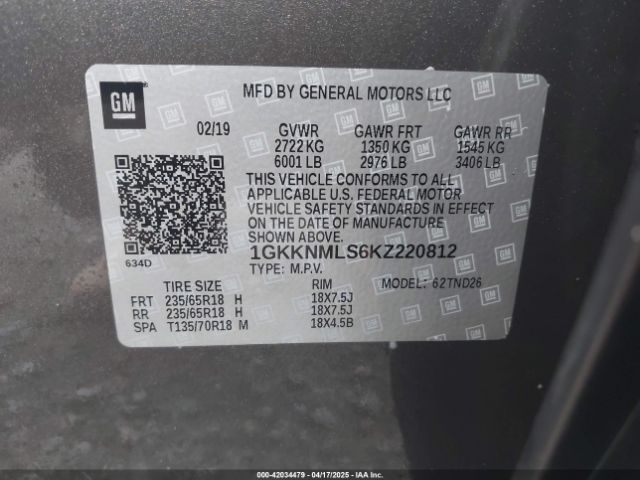 GM
MFD BY GENERAL MOTORS LLC
02/19 GVWR GAWR FRT GAWR RR
2722 KG 1350 KG 1545 KG
6001 LB 2976 LB 3406 LB
THIS VEHICLE CONFORMS TO ALL
APPLICABLE U.S. FEDERAL MOTOR
VEHICLE SAFETY STANDARDS IN EFFECT
ON THE DATE OF MANUFACTURE
SHOWN ABOVE.
634D
1GKKNMLS6KZ220812
TYPE: M.P.V. MODEL: 62TND26
TIRE SIZE RIM
FRT 235/65R18 H 18X7.5J
RR 235/65R18 H 18X7.5J
SPA T135/70R18 M 18X4.5B
000-42034479 - 04/17/2025 - IAAI.COM